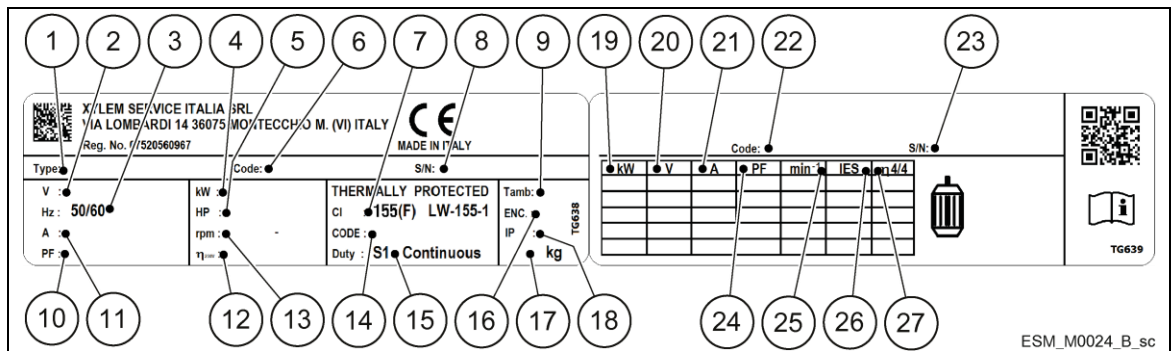 1 2 3 4 5 6 7 8 9 19 20 21 22 23
XYLEM SERVICE ITALIA SRL
VIA LOMBARDI 14 36075 MONTECCHIO M. (VI) ITALY
Reg. No. 07520560967
CE
MADE IN ITALY
Type: Code: S/N:
V : kW : THERMALLY PROTECTED Tamb:
Hz : 50/60 HP : Cl : 155(F) LW-155-1 ENC. :
A : rpm : - CODE : IP :
PF : η : Duty : S1 Continuous kg
TG638
Code: S/N:
kW V A PF min-1 IES η4/4
i
TG639
10 11 12 13 14 15 16 17 18 24 25 26 27
ESM_M0024_B_sc